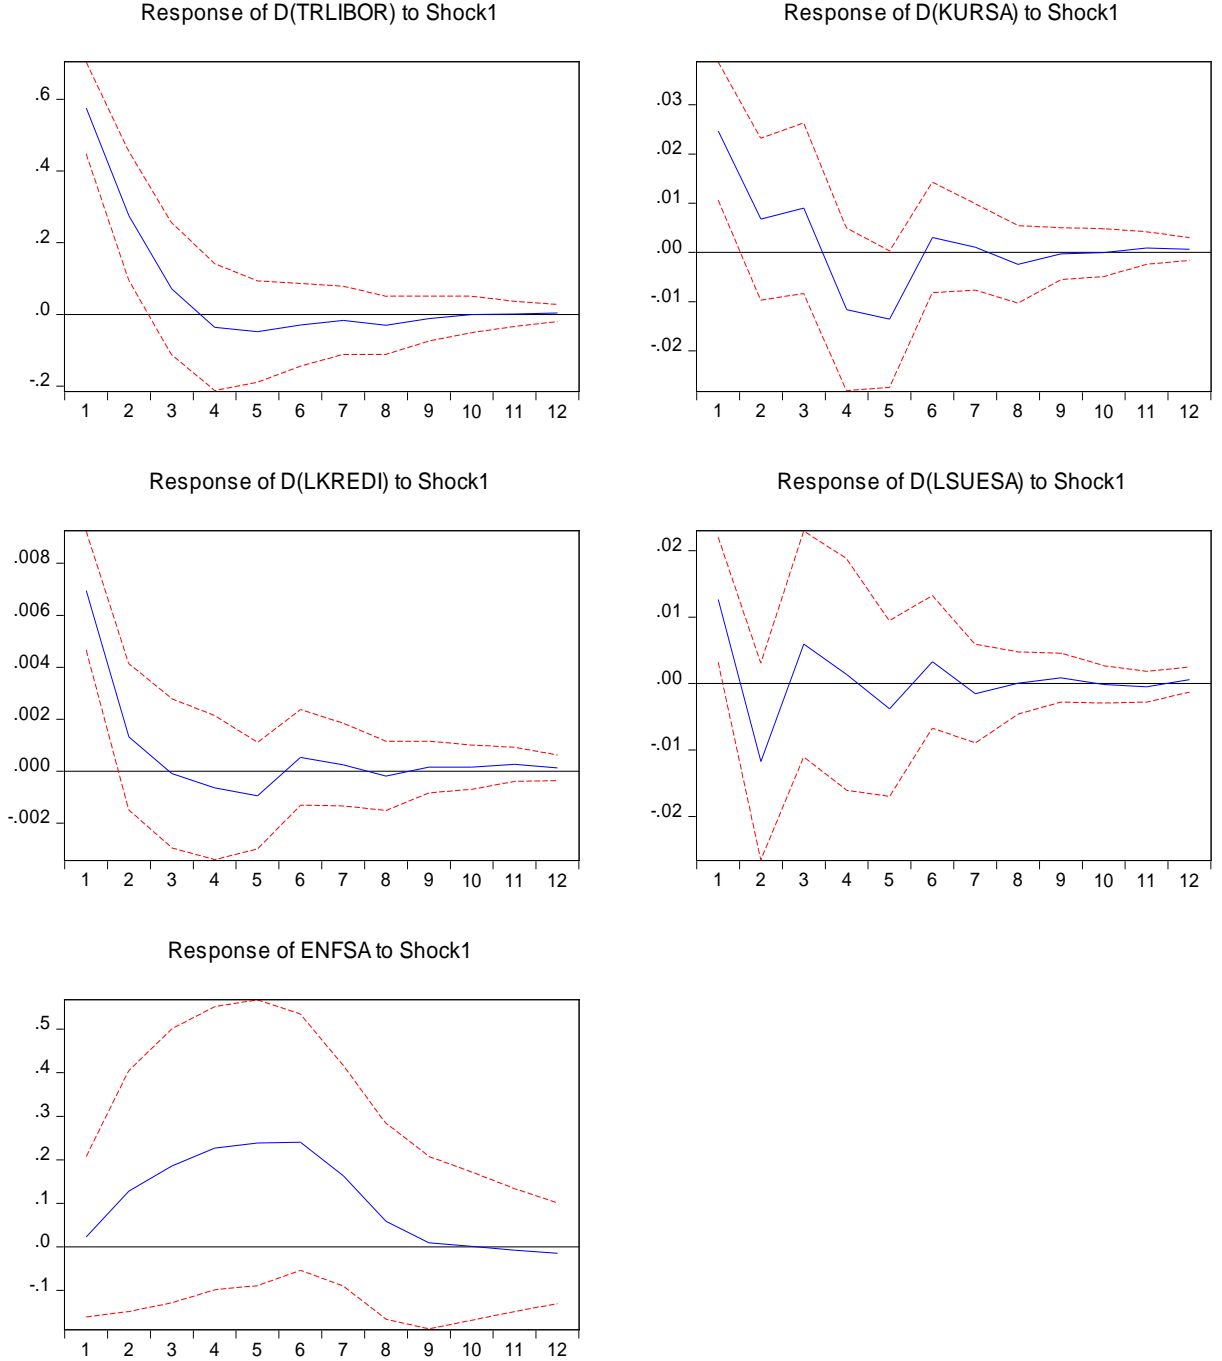 Response of D(TRLIBOR) to Shock1
.6
.4
.2
.0
-.2
1 2 3 4 5 6 7 8 9 10 11 12
Response of D(KURSA) to Shock1
.03
.02
.01
.00
-.01
-.02
1 2 3 4 5 6 7 8 9 10 11 12
Response of D(LKREDI) to Shock1
.008
.006
.004
.002
.000
-.002
1 2 3 4 5 6 7 8 9 10 11 12
Response of D(LSUESA) to Shock1
.02
.01
.00
-.01
-.02
1 2 3 4 5 6 7 8 9 10 11 12
Response of ENFSA to Shock1
.5
.4
.3
.2
.1
.0
-.1
1 2 3 4 5 6 7 8 9 10 11 12